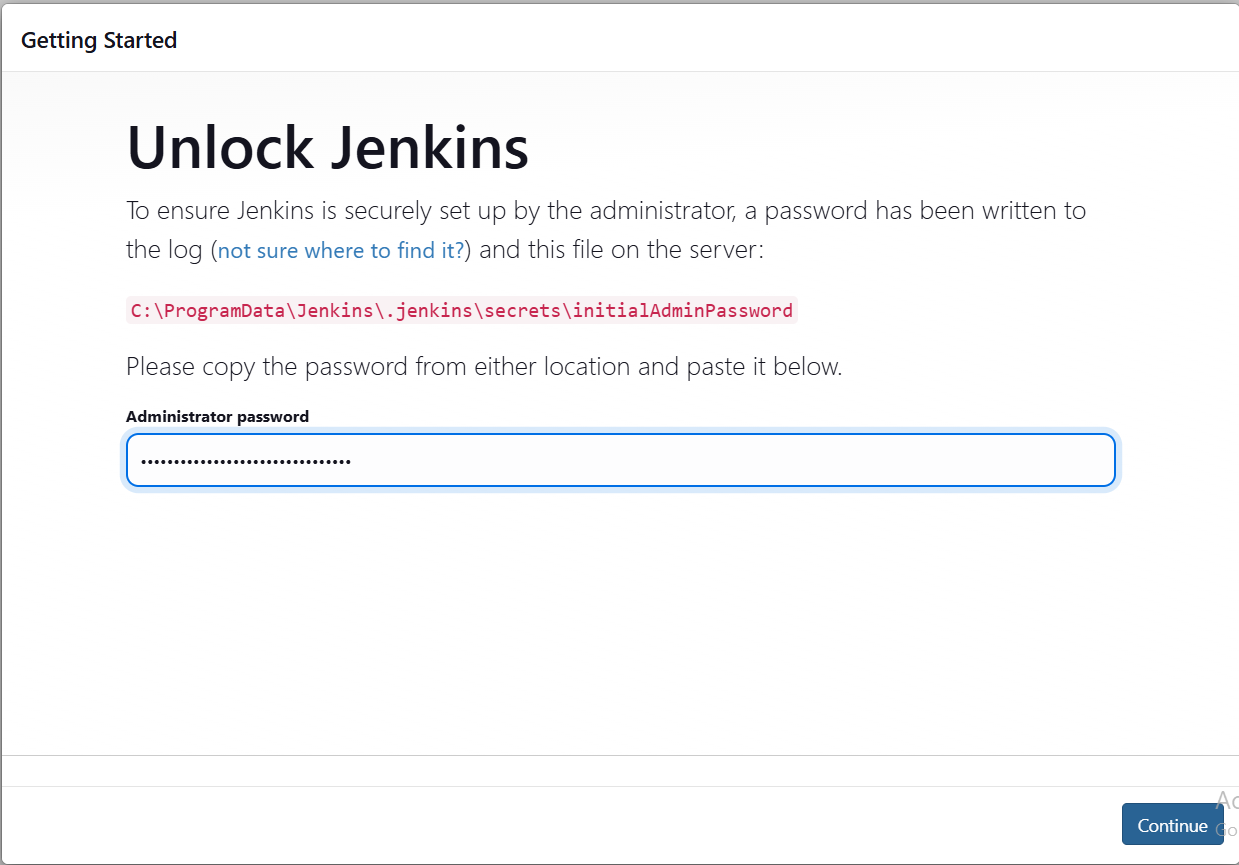 Getting Started
Unlock Jenkins
To ensure Jenkins is securely set up by the administrator, a password has been written to
the log (not sure where to find it?) and this file on the server:
C:\ProgramData\Jenkins\.jenkins\secrets\initialAdminPassword
Please copy the password from either location and paste it below.
Administrator password
••••••••••••••••••••••••••••••••
Continue